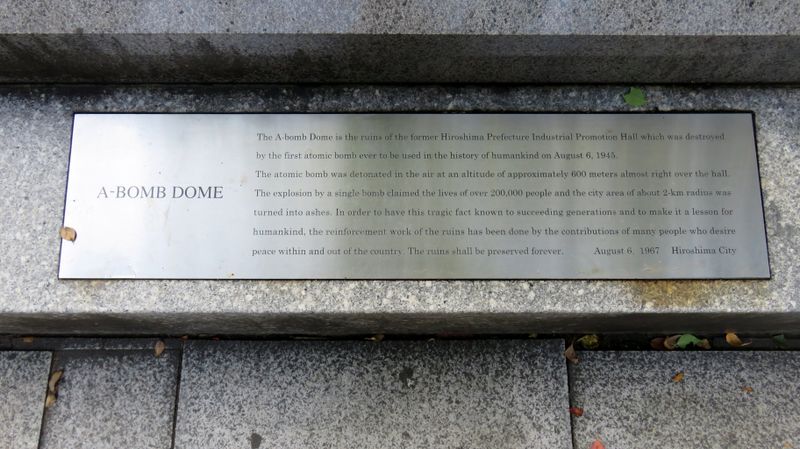 A-BOMB DOME
The A-bomb Dome is the ruins of the former Hiroshima Prefecture Industrial Promotion Hall which was destroyed
by the first atomic bomb ever to be used in the history of humankind on August 6, 1945.
The atomic bomb was detonated in the air at an altitude of approximately 600 meters almost right over the hall.
The explosion by a single bomb claimed the lives of over 200,000 people and the city area of about 2-km radius was
turned into ashes. In order to have this tragic fact known to succeeding generations and to make it a lesson for
humankind, the reinforcement work of the ruins has been done by the contributions of many people who desire
peace within and out of the country. The ruins shall be preserved forever. August 6, 1967 Hiroshima City